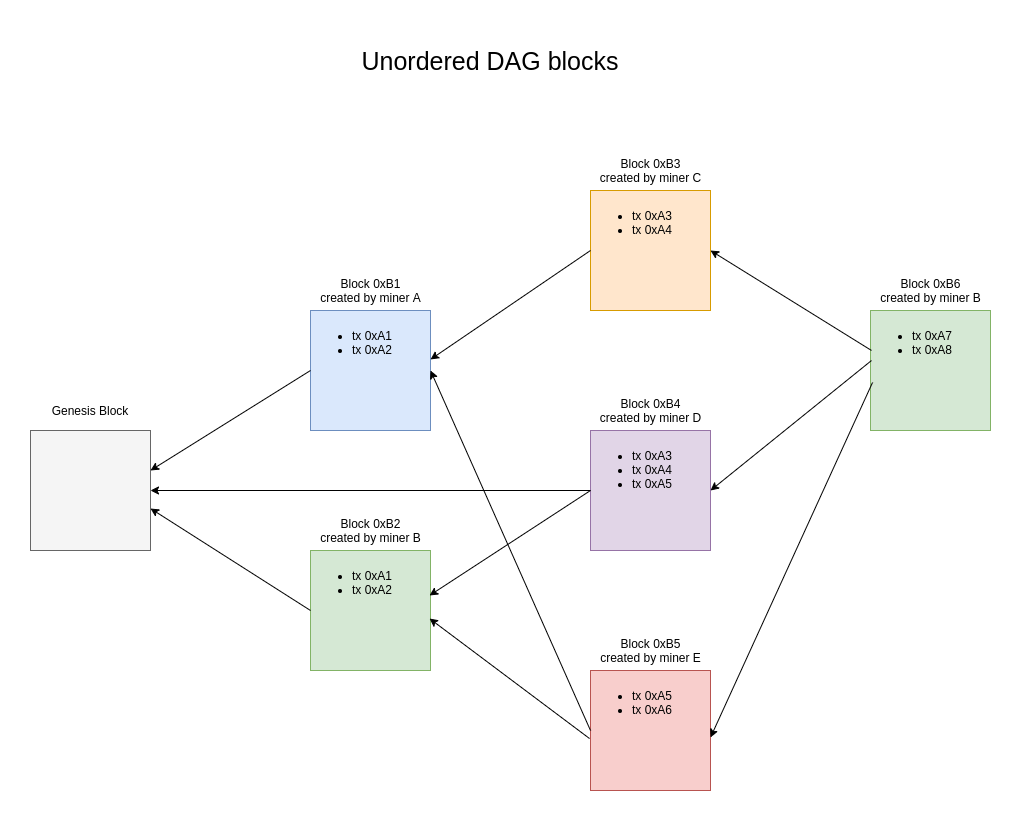 Unordered DAG blocks
Block 0xB3
created by miner C
• tx 0xA3
• tx 0xA4
Block 0xB1
created by miner A
• tx 0xA1
• tx 0xA2
Block 0xB6
created by miner B
• tx 0xA7
• tx 0xA8
Genesis Block
Block 0xB4
created by miner D
• tx 0xA3
• tx 0xA4
• tx 0xA5
Block 0xB2
created by miner B
• tx 0xA1
• tx 0xA2
Block 0xB5
created by miner E
• tx 0xA5
• tx 0xA6